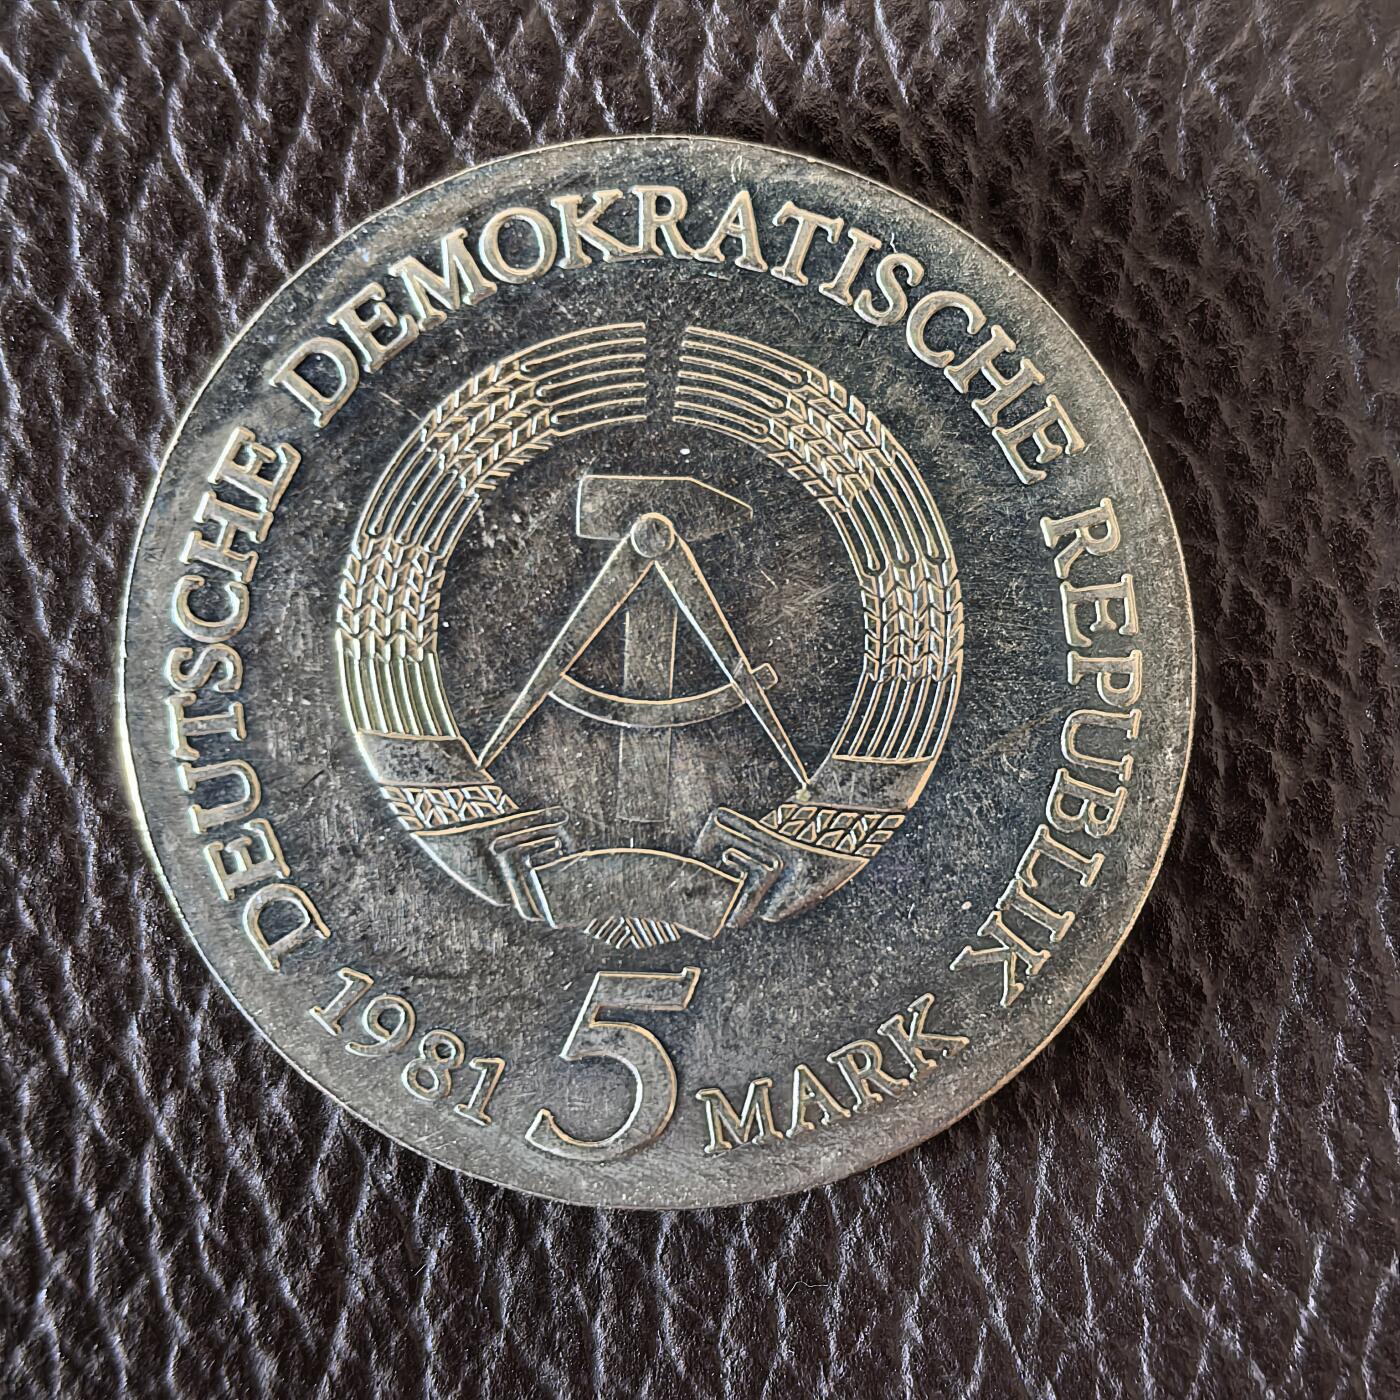 DEUTSCHE DEMOKRATISCHE REPUBLIK
1981 5 MARK